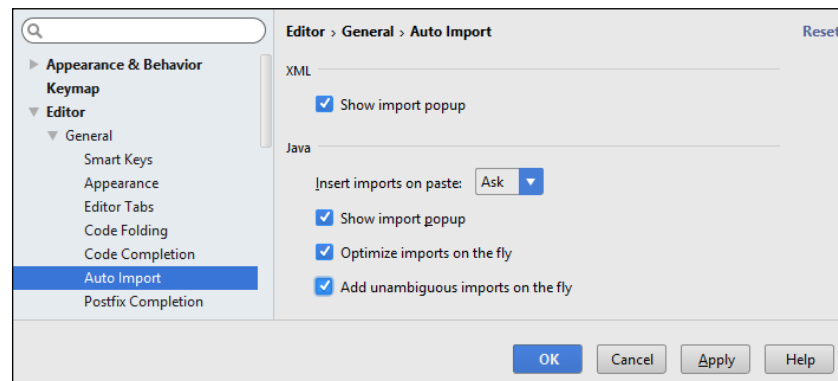 Editor › General › Auto Import
Reset
Appearance & Behavior
Keymap
Editor
General
Smart Keys
Appearance
Editor Tabs
Code Folding
Code Completion
Auto Import
Postfix Completion
XML
Show import popup
Java
Insert imports on paste: Ask
Show import popup
Optimize imports on the fly
Add unambiguous imports on the fly
OK Cancel Apply Help